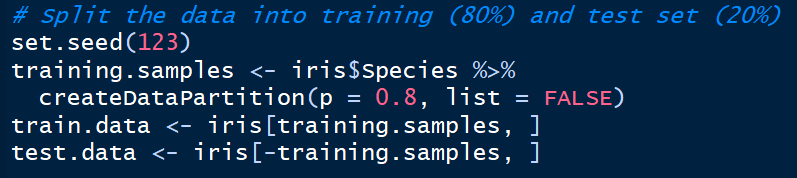 # Split the data into training (80%) and test set (20%)
set.seed(123)
training.samples <- iris$Species %>%
  createDataPartition(p = 0.8, list = FALSE)
train.data <- iris[training.samples, ]
test.data <- iris[-training.samples, ]